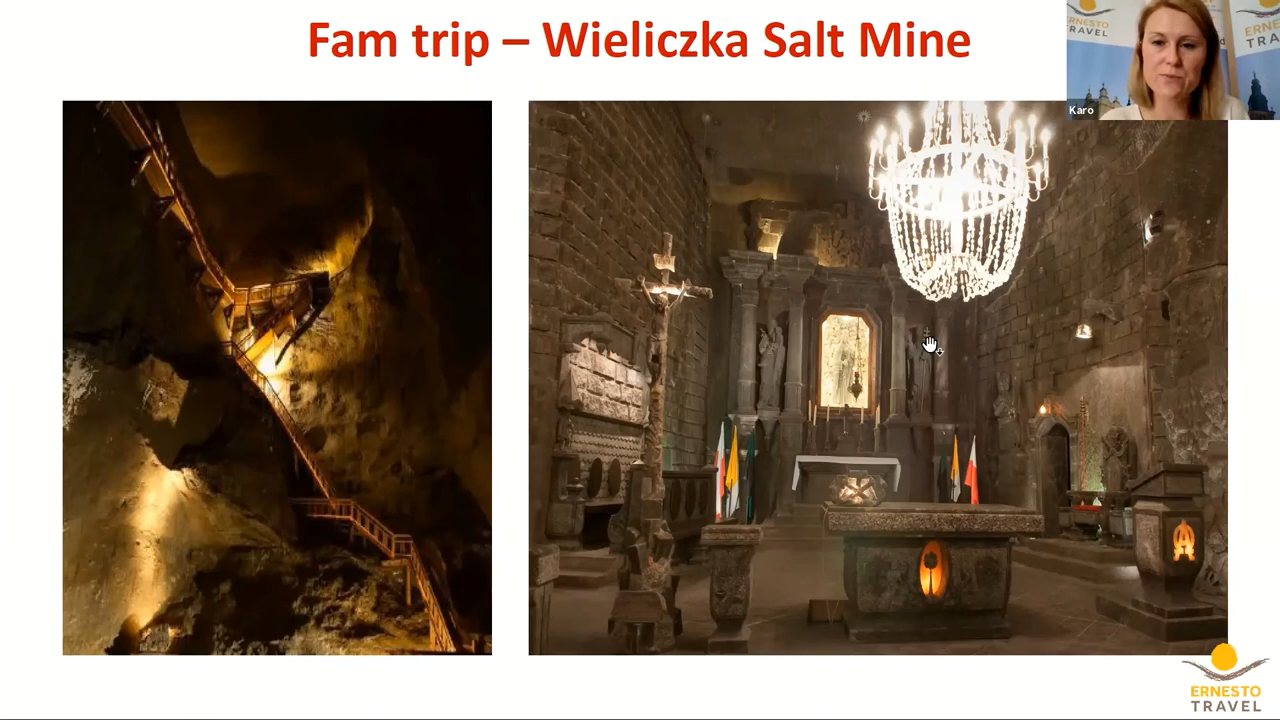 Fam trip – Wieliczka Salt Mine
ERNESTO
TRAVEL
Karo
ERNESTO
TRAVEL